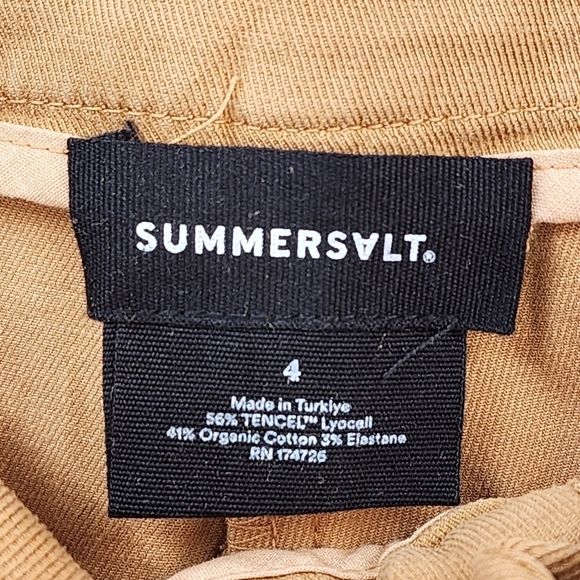 SUMMERSALT®
4
Made in Turkiye
56% TENCEL™ Lyocell
41% Organic Cotton 3% Elastane
RN 174726